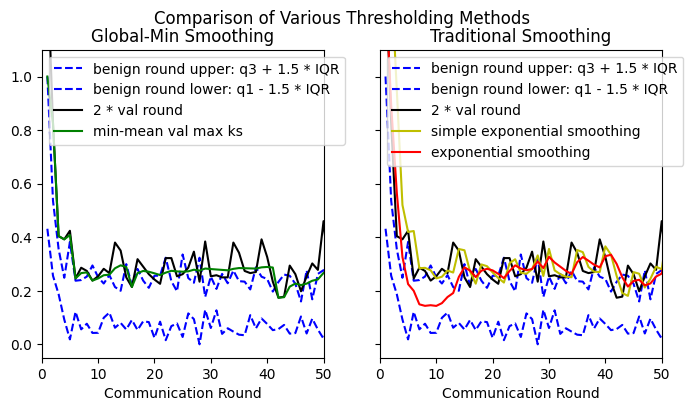 Comparison of Various Thresholding Methods
Global-Min Smoothing
benign round upper: q3 + 1.5 * IQR
benign round lower: q1 - 1.5 * IQR
2 * val round
min-mean val max ks
1.0
0.8
0.6
0.4
0.2
0.0
0
10
20
30
40
50
Communication Round
Traditional Smoothing
benign round upper: q3 + 1.5 * IQR
benign round lower: q1 - 1.5 * IQR
2 * val round
simple exponential smoothing
exponential smoothing
0
10
20
30
40
50
Communication Round